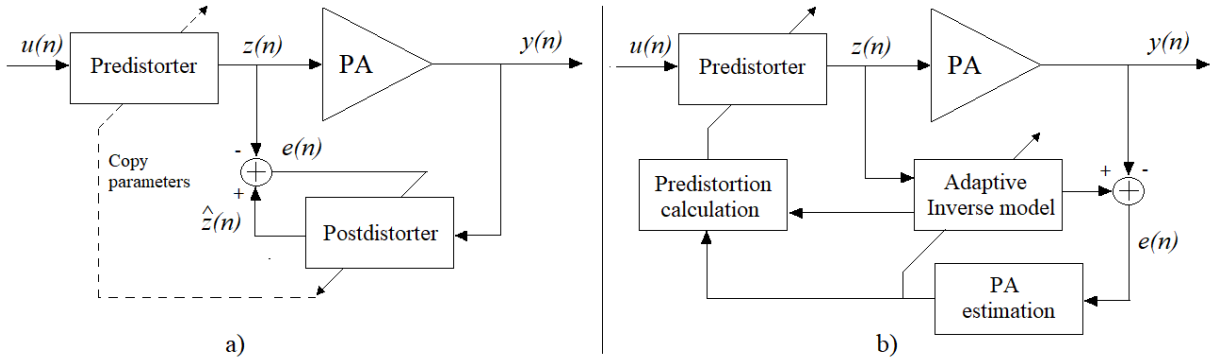 u(n)
Predistorter
z(n)
PA
y(n)
-
e(n)
+
+
ẑ(n)
Copy
parameters
Postdistorter
a)
u(n)
Predistorter
z(n)
PA
y(n)
Predistortion
calculation
Adaptive
Inverse model
+
-
+
e(n)
PA
estimation
b)